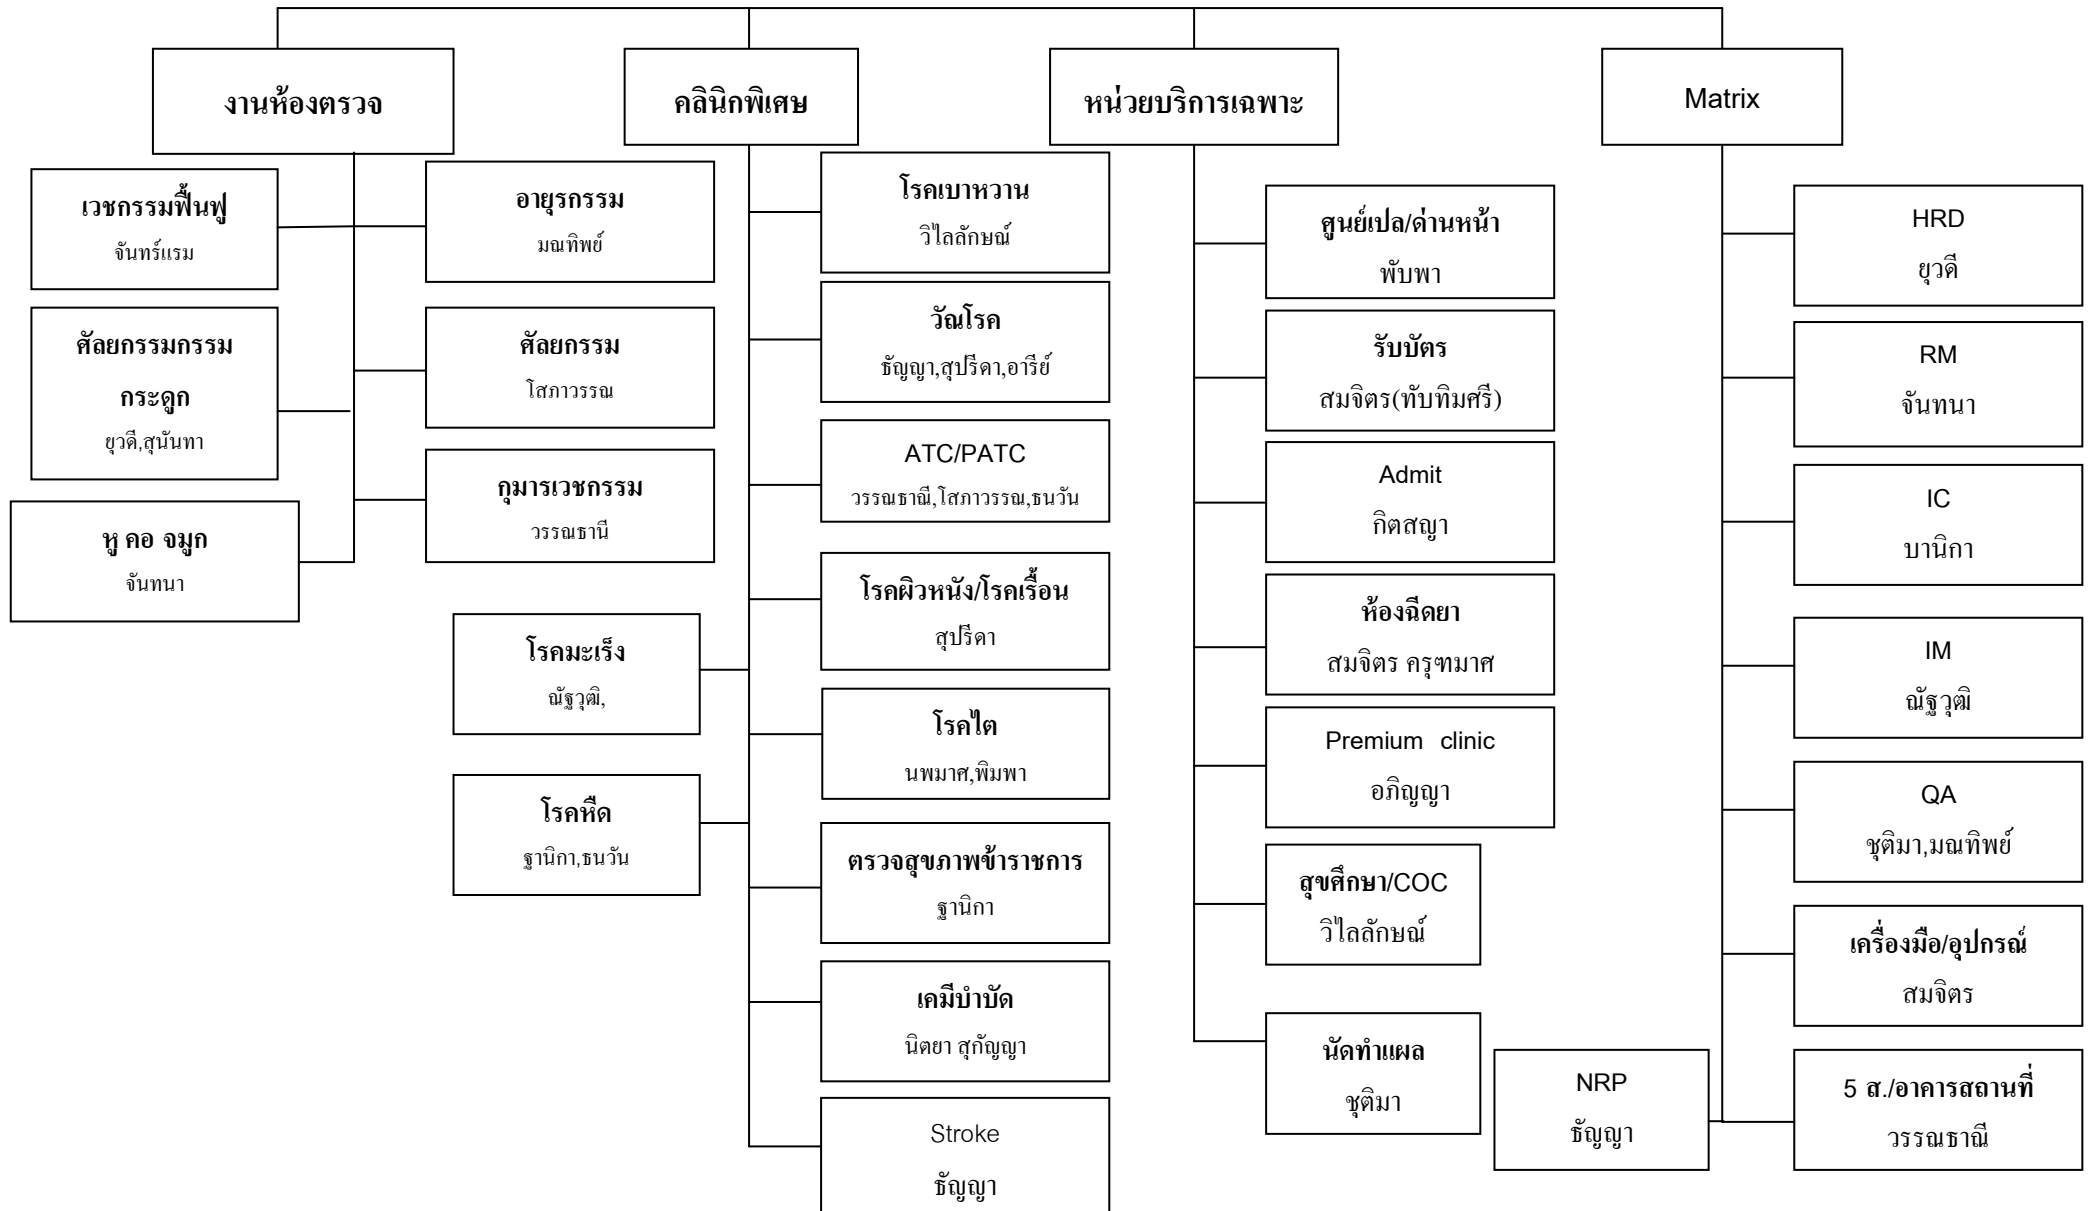 งานห้องตรวจ
คลินิกพิเศษ
หน่วยบริการเฉพาะ
Matrix
เวชกรรมฟื้นฟู
จันทร์แรม
ศัลยกรรมกรรม
กระดูก
ยุวดี,สุนันทา
หู คอ จมูก
จันทนา
อายุรกรรม
มณทิพย์
ศัลยกรรม
โสภาวรรณ
กุมารเวชกรรม
วรรณธานี
โรคเบาหวาน
วิไลลักษณ์
วัณโรค
ธัญญา,สุปรีดา,อารีย์
ATC/PATC
วรรณธาณี,โสภาวรรณ,ธนวัน
โรคผิวหนัง/โรคเรื้อน
สุปรีดา
โรคมะเร็ง
ณัฐวุฒิ,
โรคไต
นพมาศ,พิมพา
โรคหืด
ฐานิกา,ธนวัน
ตรวจสุขภาพข้าราชการ
ฐานิกา
เคมีบำบัด
นิตยา สุกัญญา
Stroke
ธัญญา
ศูนย์เปล/ด่านหน้า
พับพา
รับบัตร
สมจิตร(ทับทิมศรี)
Admit
กิตสญา
ห้องฉีดยา
สมจิตร ครุฑมาศ
Premium clinic
อภิญญา
สุขศึกษา/COC
วิไลลักษณ์
นัดทำแผล
ชุติมา
HRD
ยุวดี
RM
จันทนา
IC
บานิกา
IM
ณัฐวุฒิ
QA
ชุติมา,มณทิพย์
เครื่องมือ/อุปกรณ์
สมจิตร
NRP
ธัญญา
5 ส./อาคารสถานที่
วรรณธาณี